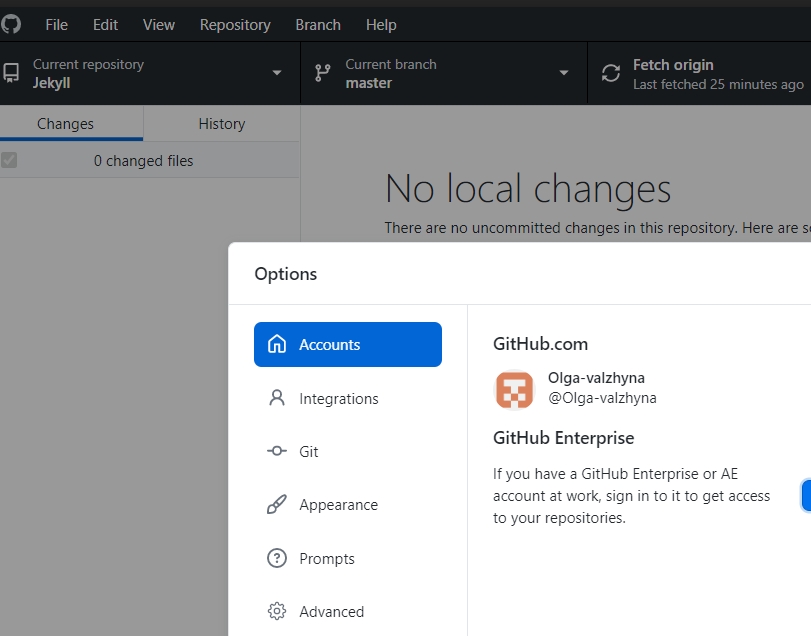 File Edit View Repository Branch Help
Current repository
Jekyll
Current branch
master
Fetch origin
Last fetched 25 minutes ago
Changes History
0 changed files
No local changes
There are no uncommitted changes in this repository. Here are
Options
Accounts
Integrations
Git
Appearance
Prompts
Advanced
GitHub.com
Olga-valzhyna
@Olga-valzhyna
GitHub Enterprise
If you have a GitHub Enterprise or AE
account at work, sign in to it to get access
to your repositories.